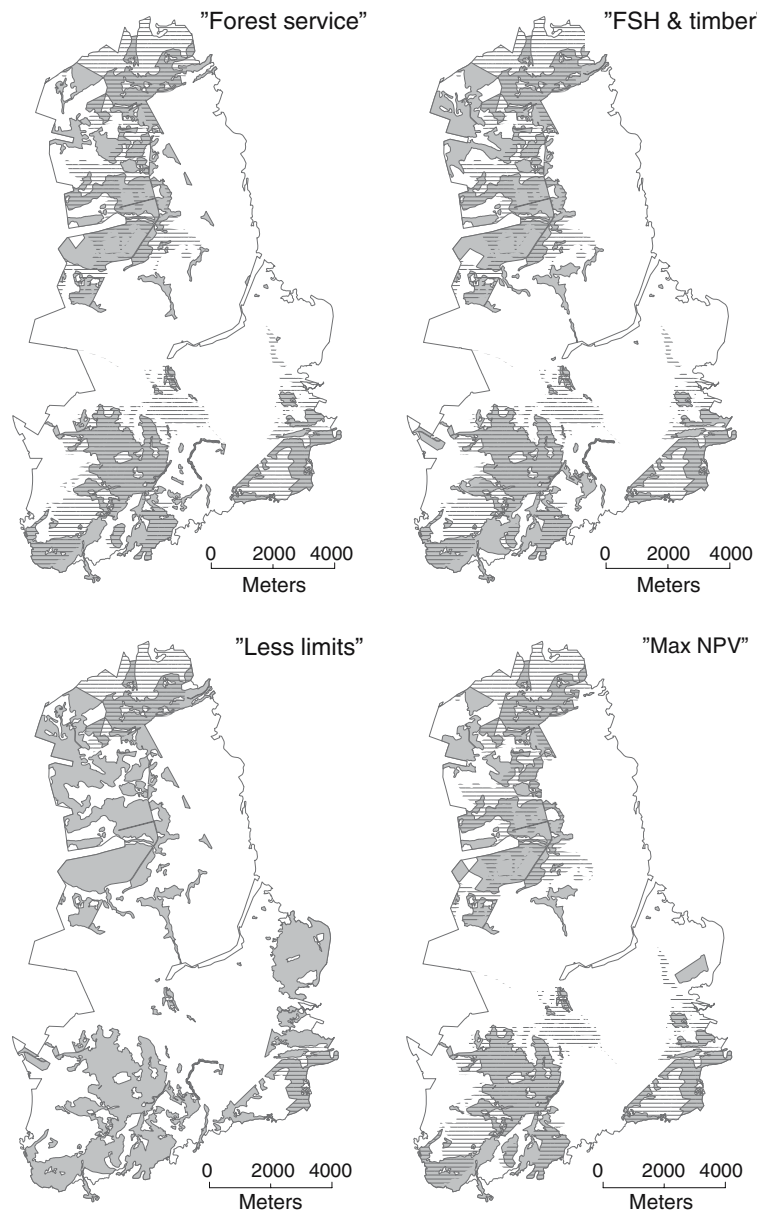 ”Forest service”
”FSH & timber”
0 2000 4000
Meters
0 2000 4000
Meters
”Less limits”
”Max NPV”
0 2000 4000
Meters
0 2000 4000
Meters